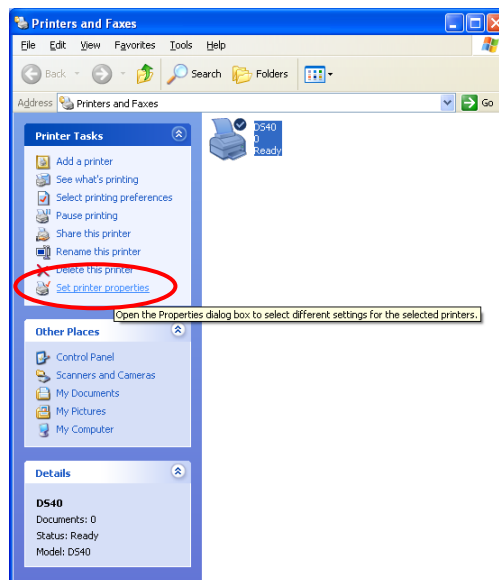 Printers and Faxes
File Edit View Favorites Tools Help
Back Search Folders
Address Printers and Faxes Go
Printer Tasks
Add a printer
See what's printing
Select printing preferences
Pause printing
Share this printer
Rename this printer
Delete this printer
Set printer properties
Open the Properties dialog box to select different settings for the selected printers.
Other Places
Control Panel
Scanners and Cameras
My Documents
My Pictures
My Computer
Details
DS40
Documents: 0
Status: Ready
Model: DS40
DS40
0
Ready